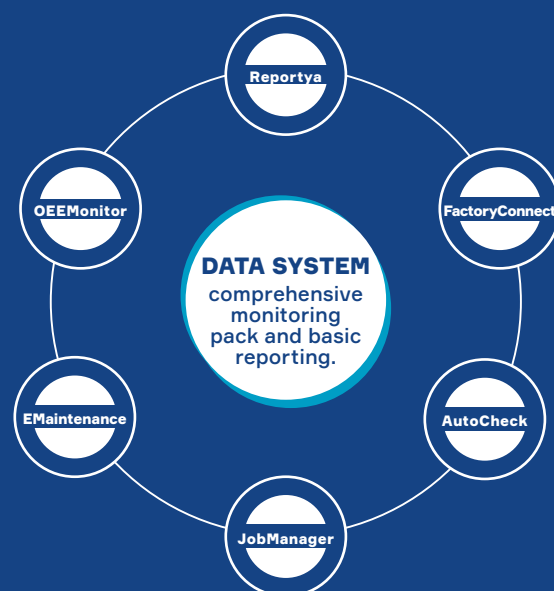 Reportya
OEEMonitor
FactoryConnect
DATA SYSTEM
comprehensive
monitoring
pack and basic
reporting.
EMaintenance
AutoCheck
JobManager